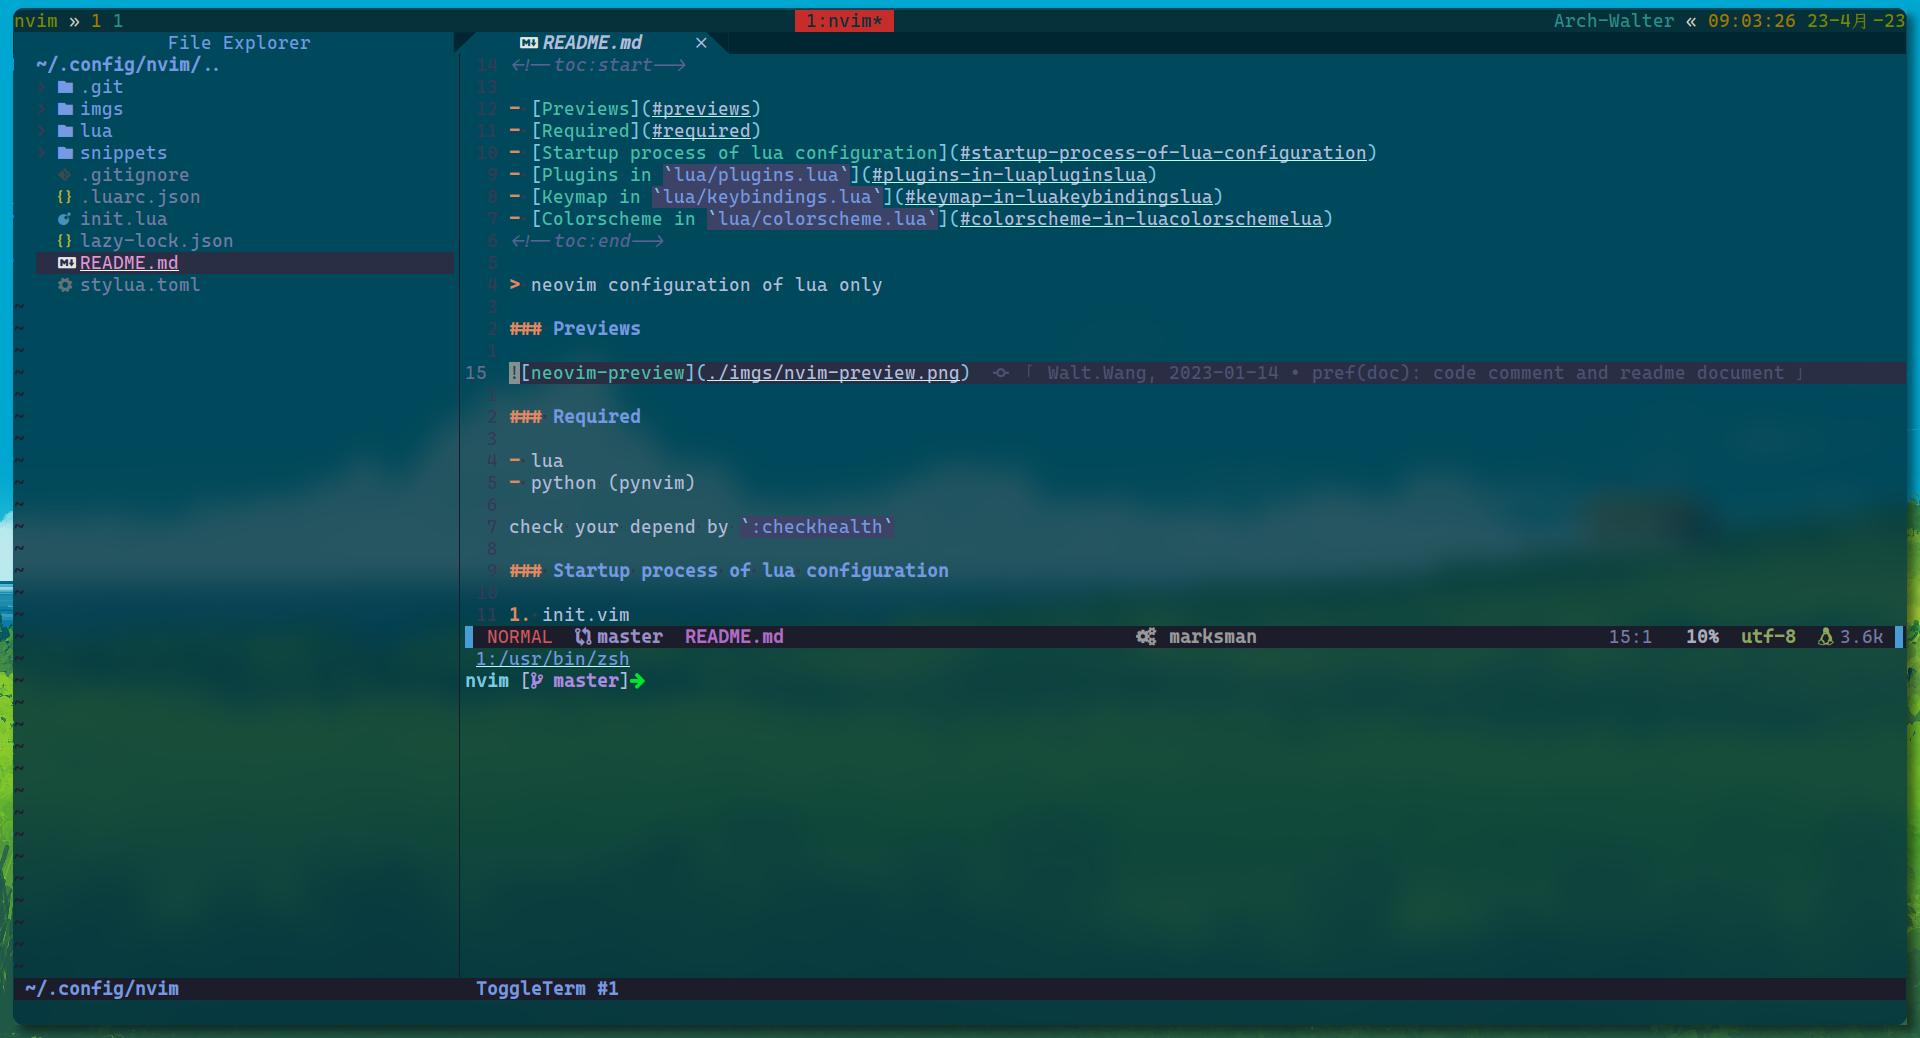 nvim » 1 1
1:nvim*
Arch-Walter « 09:03:26 23-4月-23
File Explorer
~/.config/nvim/..
.git
imgs
lua
snippets
.gitignore
.luarc.json
init.lua
lazy-lock.json
README.md
stylua.toml
README.md ×
14 <!-- toc:start -->
13
12 - [Previews](#previews)
11 - [Required](#required)
10 - [Startup process of lua configuration](#startup-process-of-lua-configuration)
9 - [Plugins in `lua/plugins.lua`](#plugins-in-luapluginslua)
8 - [Keymap in `lua/keybindings.lua`](#keymap-in-luakeybindingslua)
7 - [Colorscheme in `lua/colorscheme.lua`](#colorscheme-in-luacolorschemelua)
6 <!-- toc:end -->
5
4 > neovim configuration of lua only
3
2 ### Previews
1
15 ![neovim-preview](./imgs/nvim-preview.png) 「 Walt.Wang, 2023-01-14 • pref(doc): code comment and readme document 」
1
2 ### Required
3
4 - lua
5 - python (pynvim)
6
7 check your depend by `:checkhealth`
8
9 ### Startup process of lua configuration
10
11 1. init.vim
NORMAL master README.md marksman 15:1 10% utf-8 3.6k
1:/usr/bin/zsh
nvim [ master]➜
~/.config/nvim
ToggleTerm #1